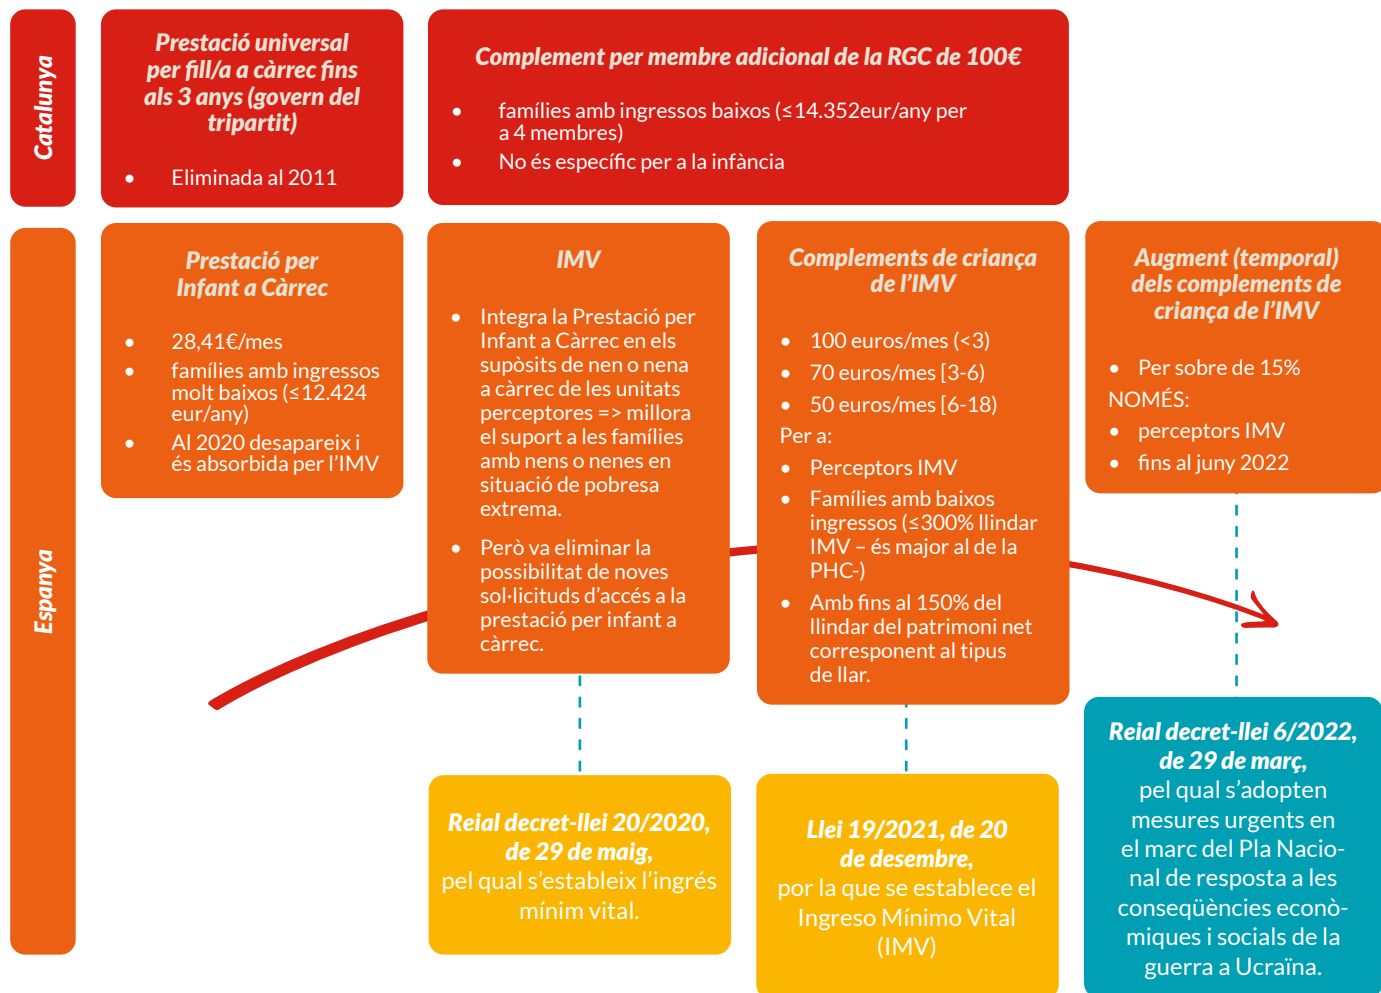 Catalunya
Prestació universal
per fill/a a càrrec fins
als 3 anys (govern del
tripartit)
• Eliminada al 2011
Complement per membre adicional de la RGC de 100€
• famílies amb ingressos baixos (≤14.352eur/any per
a 4 membres)
• No és específic per a la infància
Espanya
Prestació per
Infant a Càrrec
• 28,41€/mes
• famílies amb ingressos
molt baixos (≤12.424
eur/any)
• Al 2020 desapareix i
és absorbida per l’IMV
IMV
• Integra la Prestació per
Infant a Càrrec en els
supòsits de nen o nena
a càrrec de les unitats
perceptores => millora
el suport a les famílies
amb nens o nenes en
situació de pobresa
extrema.
• Però va eliminar la
possibilitat de noves
sol·licituds d’accés a la
prestació per infant a
càrrec.
Complements de criança
de l’IMV
• 100 euros/mes (<3)
• 70 euros/mes [3-6)
• 50 euros/mes [6-18)
Per a:
• Perceptors IMV
• Famílies amb baixos
ingressos (≤300% llindar
IMV – és major al de la
PHC-)
• Amb fins al 150% del
llindar del patrimoni net
corresponent al tipus
de llar.
Augment (temporal)
dels complements de
criança de l’IMV
• Per sobre de 15%
NOMÉS:
• perceptors IMV
• fins al juny 2022
Reial decret-llei 20/2020,
de 29 de maig,
pel qual s’estableix l’ingrés
mínim vital.
Llei 19/2021, de 20
de desembre,
por la que se establece el
Ingreso Mínimo Vital
(IMV)
Reial decret-llei 6/2022,
de 29 de març,
pel qual s’adopten
mesures urgents en
el marc del Pla Nacio-
nal de resposta a les
conseqüències econò-
miques i socials de la
guerra a Ucraïna.